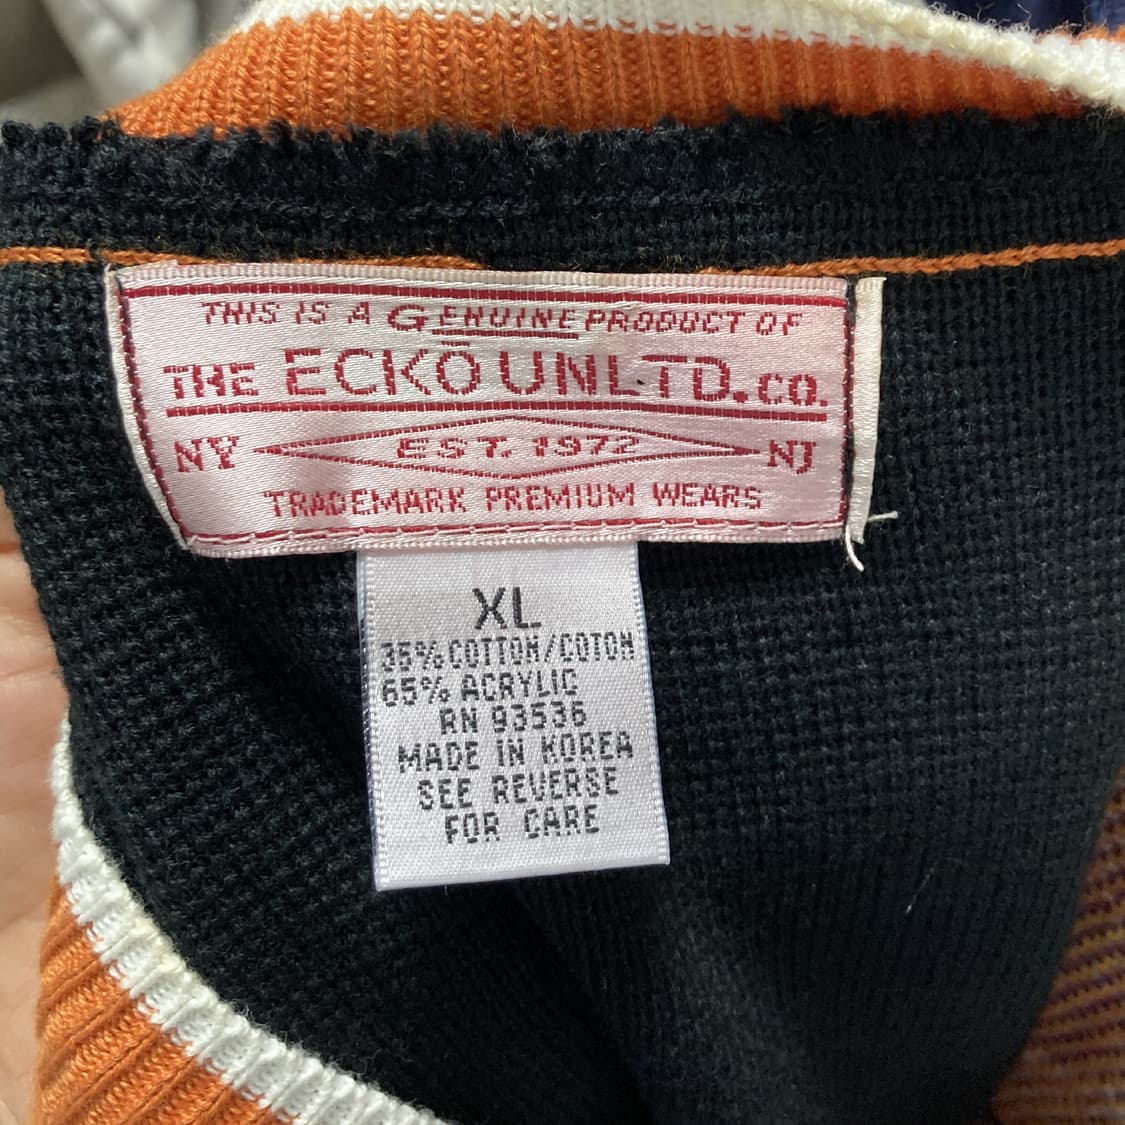 THIS IS A GENUINE PRODUCT OF
THE ECKŌ UNLTD. CO.
NY EST. 1972 NJ
TRADEMARK PREMIUM WEARS
XL
35% COTTON/COTON
65% ACRYLIC
RN 93536
MADE IN KOREA
SEE REVERSE
FOR CARE